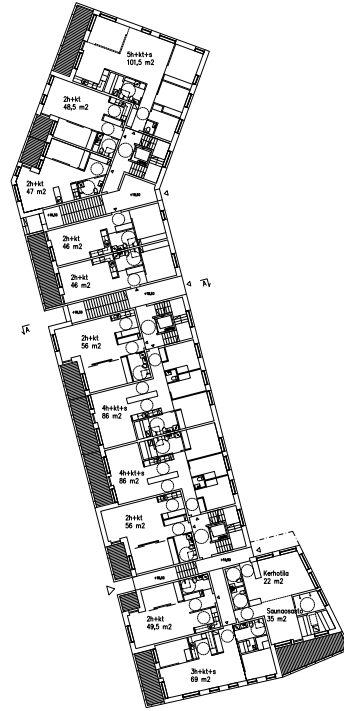 5h+kt+s
101,5 m2
2h+kt
48,5 m2
2h+kt
47 m2
2h+kt
46 m2
2h+kt
46 m2
A
A
2h+kt
56 m2
4h+kt+s
86 m2
4h+kt+s
86 m2
2h+kt
56 m2
Kerhotila
22 m2
2h+kt
49,5 m2
Saunaosasto
35 m2
3h+kt+s
69 m2